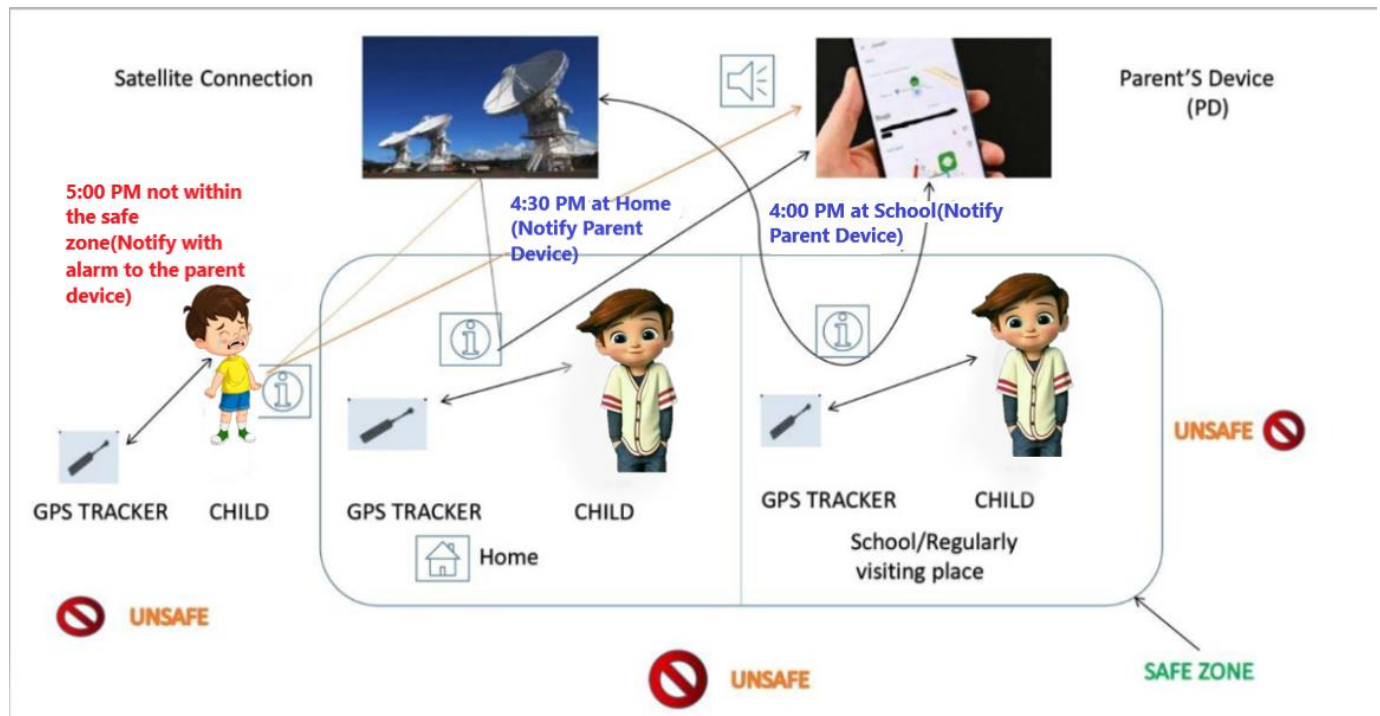 Satellite Connection
Parent'S Device
(PD)
5:00 PM not within
the safe
zone(Notify with
alarm to the parent
device)
4:30 PM at Home
(Notify Parent
Device)
4:00 PM at School(Notify
Parent Device)
GPS TRACKER
CHILD
GPS TRACKER
CHILD
Home
GPS TRACKER
CHILD
School/Regularly
visiting place
UNSAFE
UNSAFE
UNSAFE
SAFE ZONE